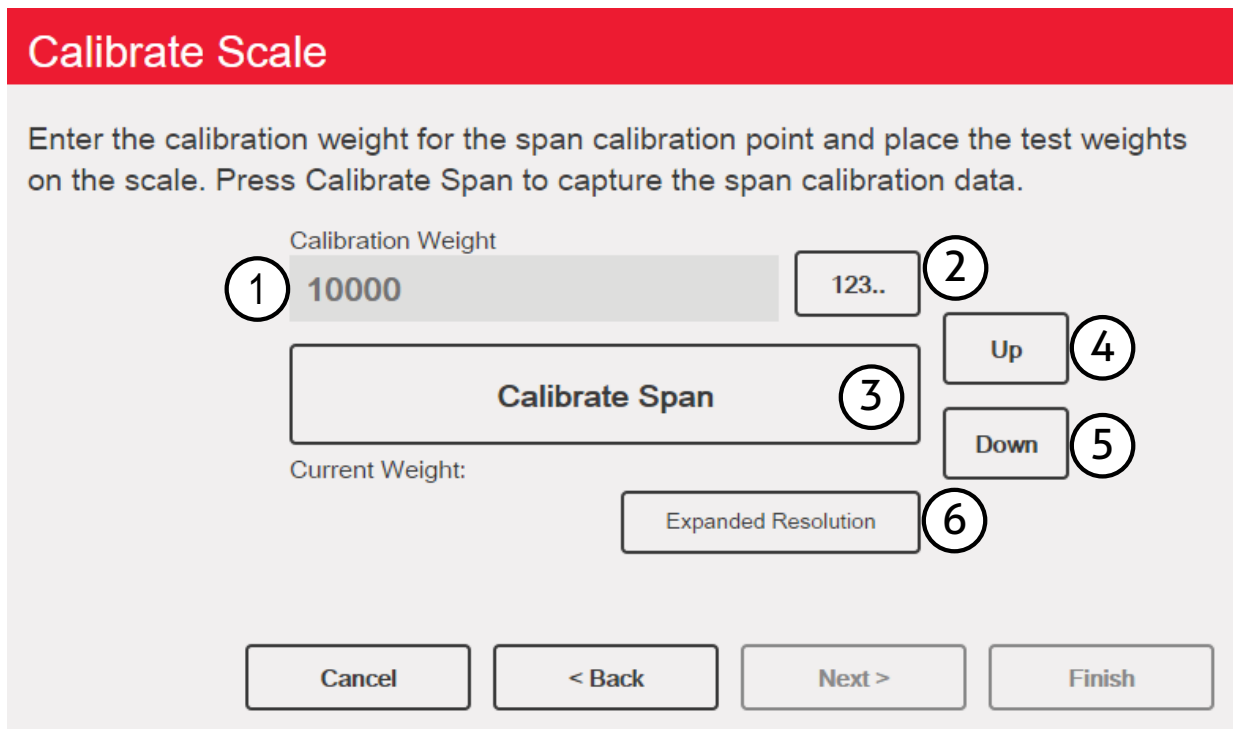 Calibrate Scale
Enter the calibration weight for the span calibration point and place the test weights
on the scale. Press Calibrate Span to capture the span calibration data.
Calibration Weight
1 10000 123.. 2
Up 4
Calibrate Span 3
Down 5
Current Weight:
Expanded Resolution 6
Cancel < Back Next > Finish